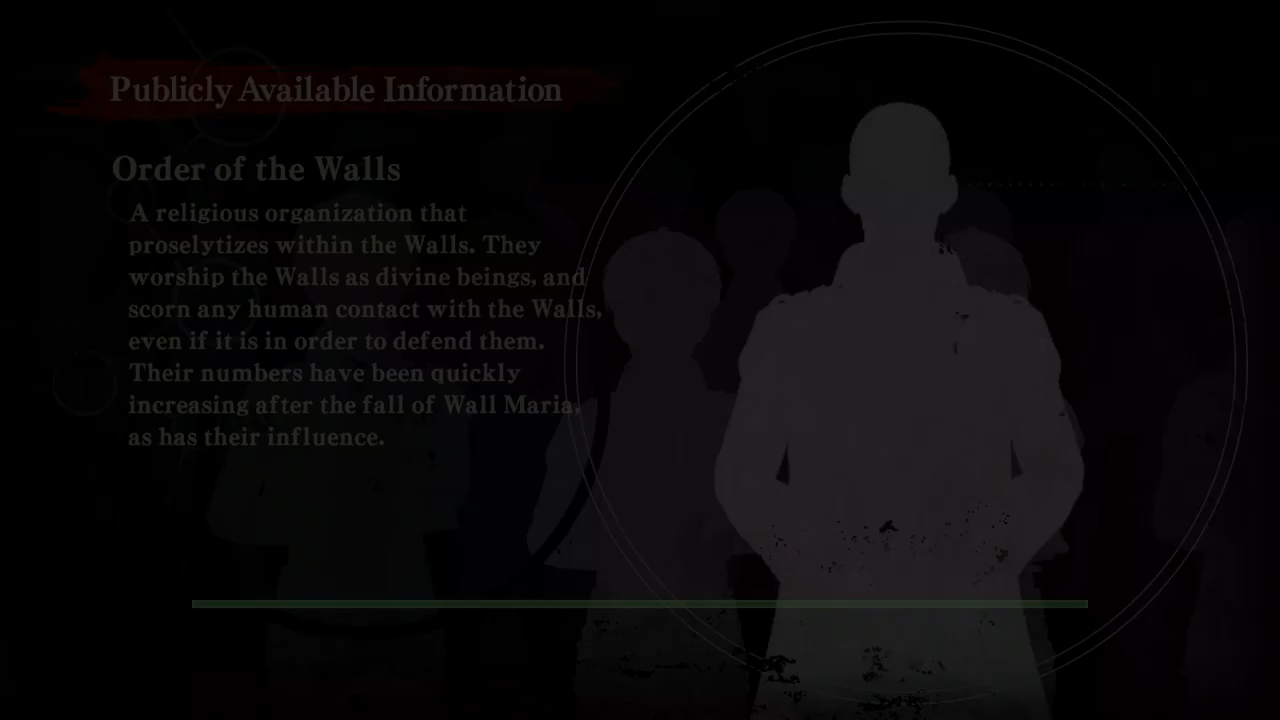 Publicly Available Information
Order of the Walls
A religious organization that
proselytizes within the Walls. They
worship the Walls as divine beings, and
scorn any human contact with the Walls,
even if it is in order to defend them.
Their numbers have been quickly
increasing after the fall of Wall Maria,
as has their influence.